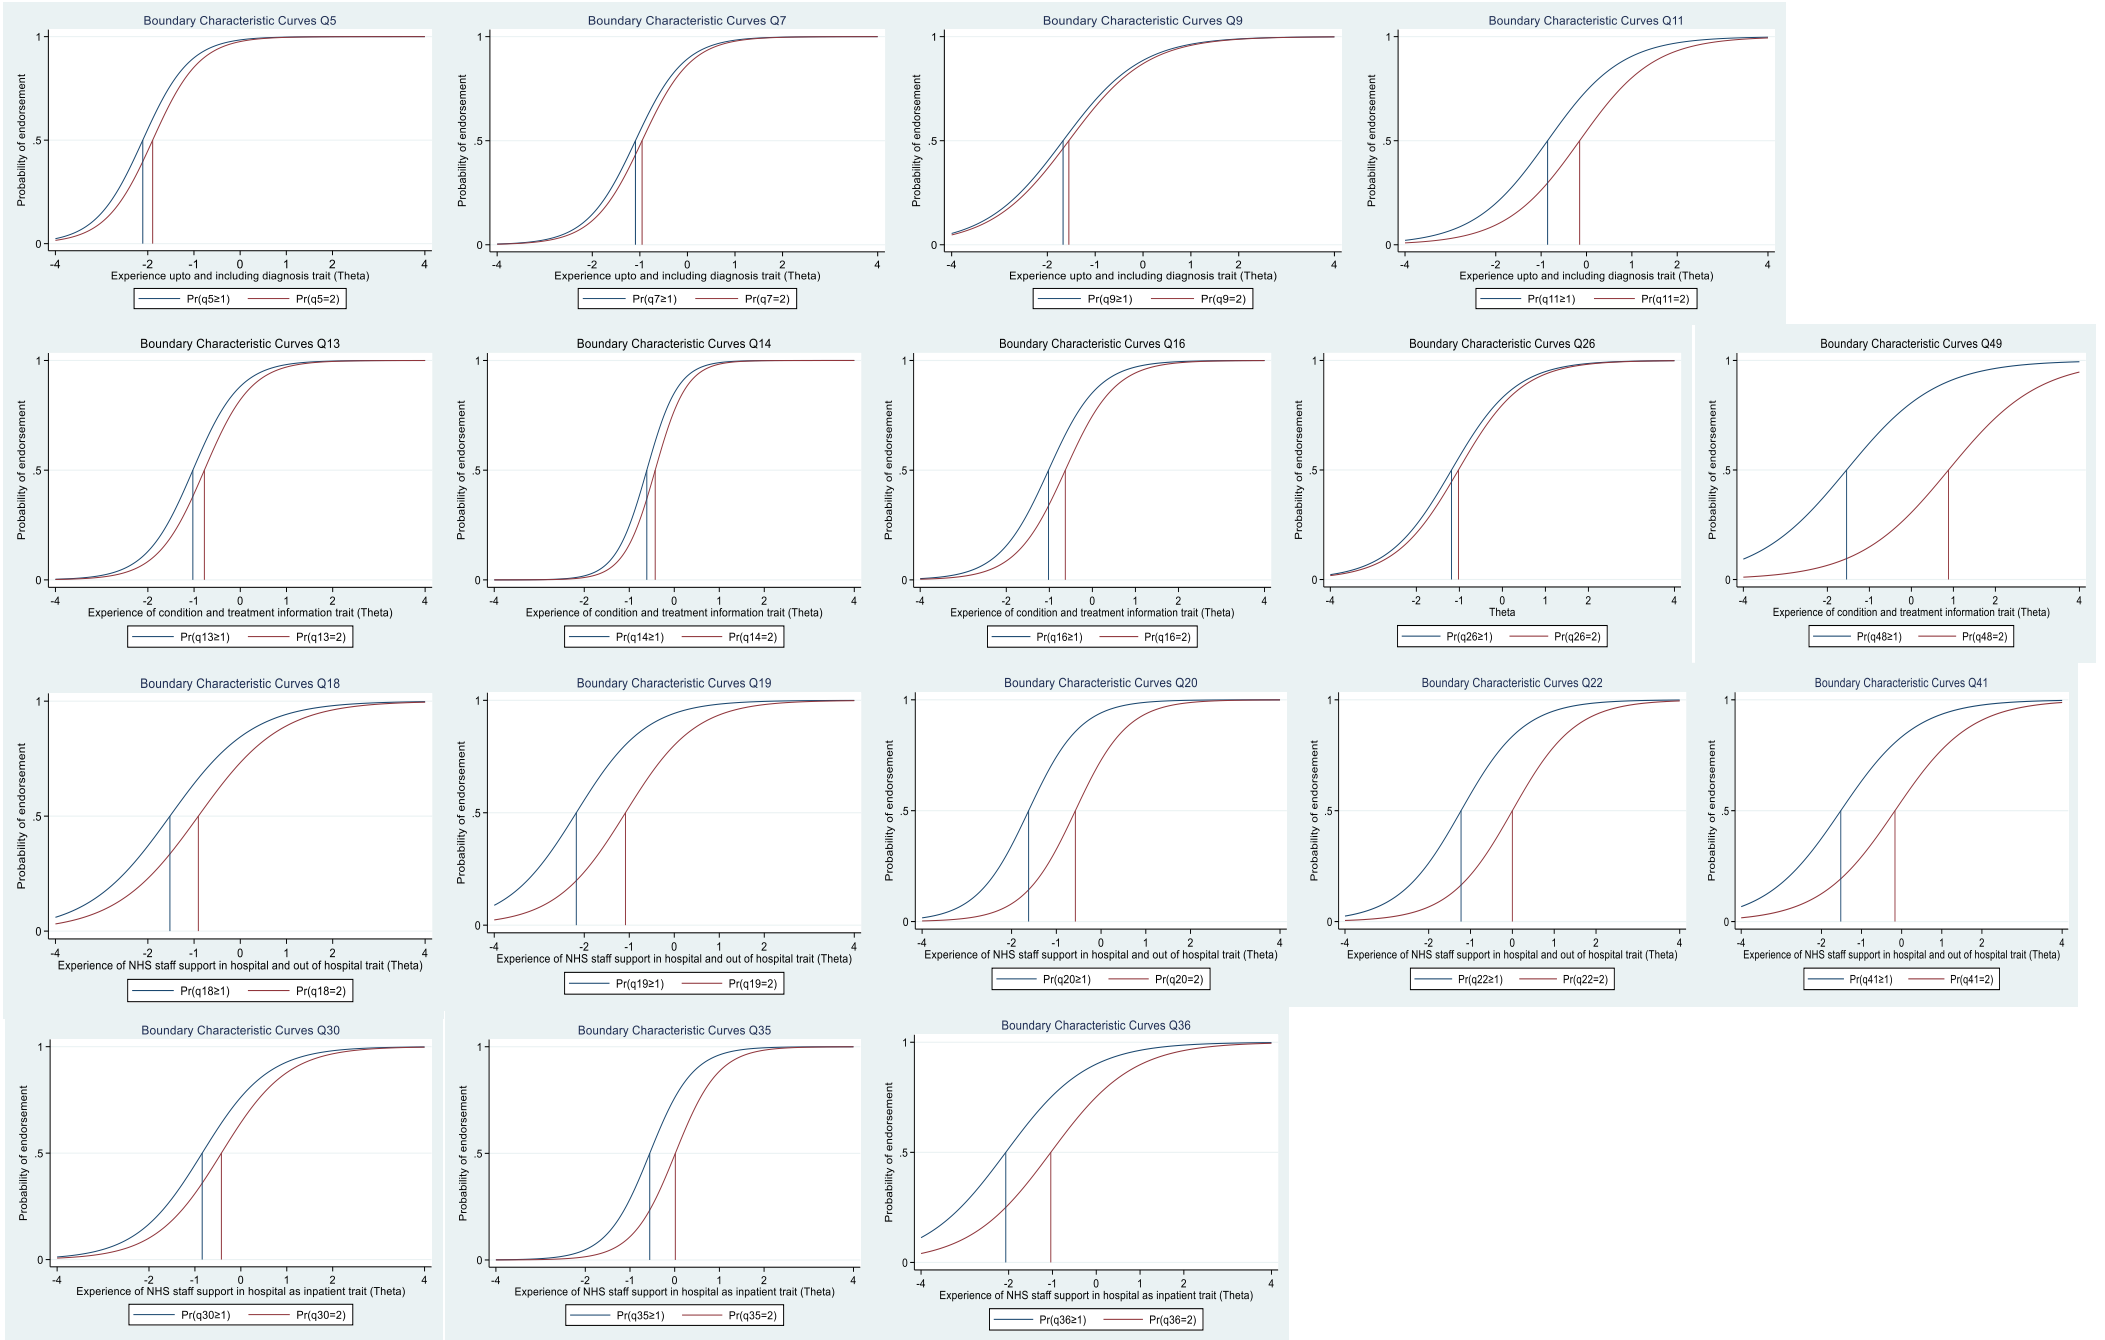 Boundary Characteristic Curves Q5
Probability of endorsement
1
.5
0
-4 -2 -1 0 1 2 4
Experience upto and including diagnosis trait (Theta)
Pr(q5≥1) Pr(q5=2)
Boundary Characteristic Curves Q7
Probability of endorsement
1
.5
0
-4 -2 -1 0 1 2 4
Experience upto and including diagnosis trait (Theta)
Pr(q7≥1) Pr(q7=2)
Boundary Characteristic Curves Q9
Probability of endorsement
1
.5
0
-4 -2 -1 0 2 4
Experience upto and including diagnosis trait (Theta)
Pr(q9≥1) Pr(q9=2)
Boundary Characteristic Curves Q11
Probability of endorsement
1
.5
0
-4 -2 -1 0 1 2 4
Experience upto and including diagnosis trait (Theta)
Pr(q11≥1) Pr(q11=2)
Boundary Characteristic Curves Q13
Probability of endorsement
1
.5
0
-4 -2 -1 0 1 2 4
Experience of condition and treatment information trait (Theta)
Pr(q13≥1) Pr(q13=2)
Boundary Characteristic Curves Q14
Probability of endorsement
1
.5
0
-4 -2 -1 0 1 2 4
Experience of condition and treatment information trait (Theta)
Pr(q14≥1) Pr(q14=2)
Boundary Characteristic Curves Q16
Probability of endorsement
1
.5
0
-4 -2 -1 0 1 2 4
Experience of condition and treatment information trait (Theta)
Pr(q16≥1) Pr(q16=2)
Boundary Characteristic Curves Q26
Probability of endorsement
1
.5
0
-4 -2 -1 0 1 2 4
Theta
Pr(q26≥1) Pr(q26=2)
Boundary Characteristic Curves Q49
Probability of endorsement
1
.5
0
-4 -2 -1 0 1 2 4
Experience of condition and treatment information trait (Theta)
Pr(q48≥1) Pr(q48=2)
Boundary Characteristic Curves Q18
Probability of endorsement
1
.5
0
-4 -2 -1 0 1 2 4
Experience of NHS staff support in hospital and out of hospital trait (Theta)
Pr(q18≥1) Pr(q18=2)
Boundary Characteristic Curves Q19
Probability of endorsement
1
.5
0
-4 -2 -1 0 1 2 4
Experience of NHS staff support in hospital and out of hospital trait (Theta)
Pr(q19≥1) Pr(q19=2)
Boundary Characteristic Curves Q20
Probability of endorsement
1
.5
0
-4 -2 -1 0 1 2 4
Experience of NHS staff support in hospital and out of hospital trait (Theta)
Pr(q20≥1) Pr(q20=2)
Boundary Characteristic Curves Q22
Probability of endorsement
1
.5
0
-4 -2 -1 0 1 2 4
Experience of NHS staff support in hospital and out of hospital trait (Theta)
Pr(q22≥1) Pr(q22=2)
Boundary Characteristic Curves Q41
Probability of endorsement
1
.5
0
-4 -2 -1 0 1 2 4
Experience of NHS staff support in hospital and out of hospital trait (Theta)
Pr(q41≥1) Pr(q41=2)
Boundary Characteristic Curves Q30
Probability of endorsement
1
.5
0
-4 -2 -1 0 1 2 4
Experience of NHS staff support in hospital as inpatient trait (Theta)
Pr(q30≥1) Pr(q30=2)
Boundary Characteristic Curves Q35
Probability of endorsement
1
.5
0
-4 -2 -1 0 1 2 4
Experience of NHS staff support in hospital as inpatient trait (Theta)
Pr(q35≥1) Pr(q35=2)
Boundary Characteristic Curves Q36
Probability of endorsement
1
.5
0
-4 -2 -1 0 1 2 4
Experience of NHS staff support in hospital as inpatient trait (Theta)
Pr(q36≥1) Pr(q36=2)